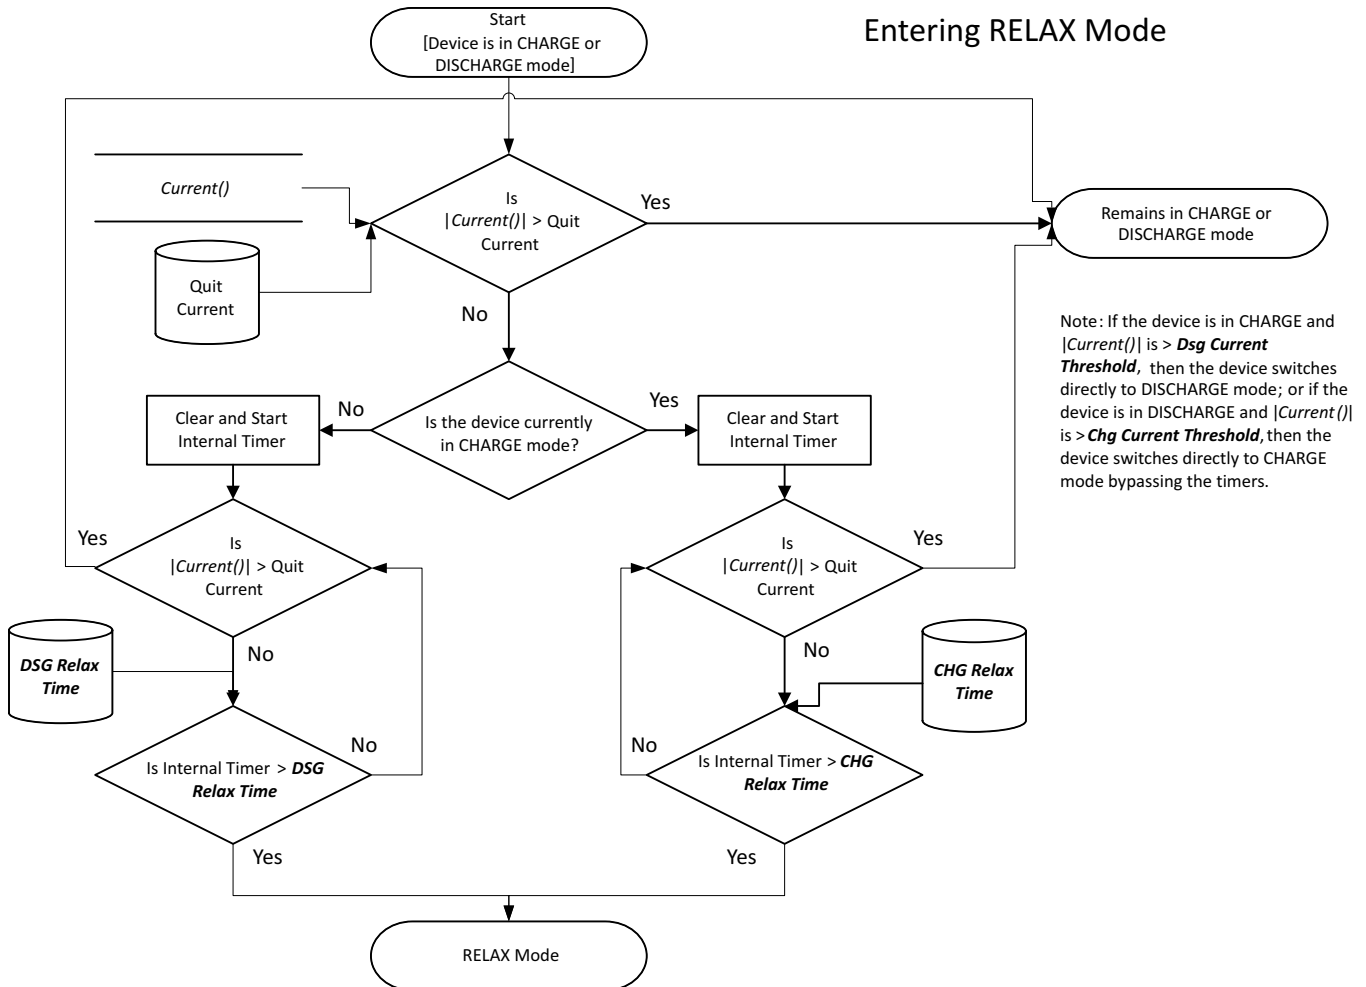 Start
[Device is in CHARGE or
DISCHARGE mode]
Entering RELAX Mode
Current()
Is
|Current()| > Quit
Current
Yes
Remains in CHARGE or
DISCHARGE mode
Quit
Current
No
Note: If the device is in CHARGE and
|Current()| is > Dsg Current
Threshold, then the device switches
directly to DISCHARGE mode; or if the
device is in DISCHARGE and |Current()|
is > Chg Current Threshold, then the
device switches directly to CHARGE
mode bypassing the timers.
Clear and Start
Internal Timer
No
Is the device currently
in CHARGE mode?
Yes
Clear and Start
Internal Timer
Yes
Is
|Current()| > Quit
Current
Is
|Current()| > Quit
Current
Yes
DSG Relax
Time
No
No
CHG Relax
Time
Is Internal Timer > DSG
Relax Time
No
No
Is Internal Timer > CHG
Relax Time
Yes
Yes
RELAX Mode